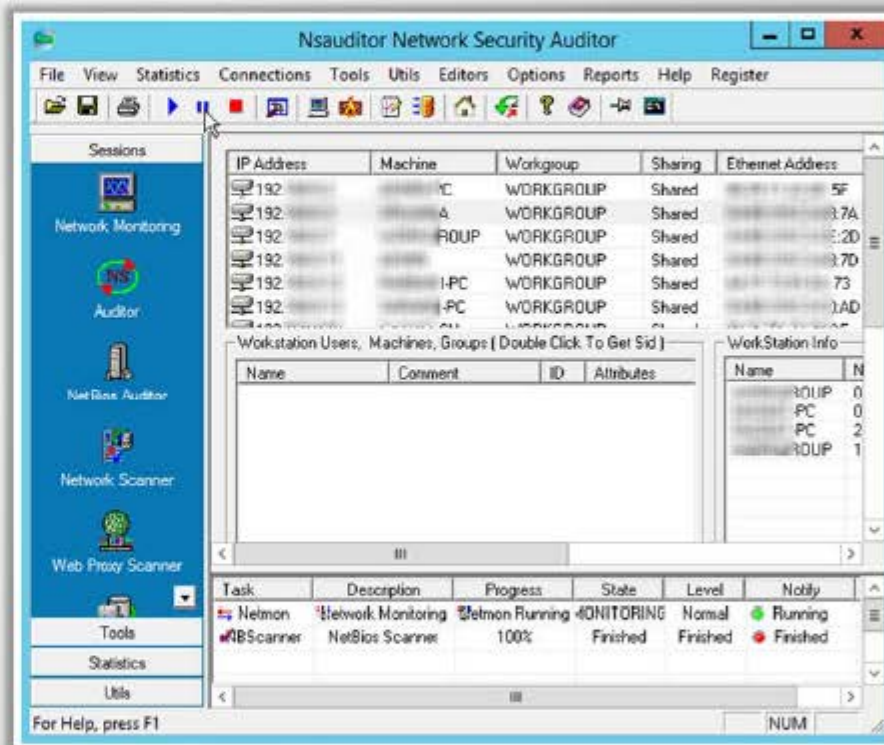 Nsauditor Network Security Auditor
File View Statistics Connections Tools Utils Editors Options Reports Help Register
Sessions
Network Monitoring
Auditor
NetBios Auditor
Network Scanner
Web Proxy Scanner
Tools
Statistics
Utils
IP Address Machine Workgroup Sharing Ethernet Address
192 C WORKGROUP Shared 5F
192 A WORKGROUP Shared :7A
192 ROUP WORKGROUP Shared :2D
192 WORKGROUP Shared :7D
192 I-PC WORKGROUP Shared 73
192 -PC WORKGROUP Shared :AD
Workstation Users, Machines, Groups ( Double Click To Get Sid )
Name Comment ID Attributes
WorkStation Info
Name N
ROUP 0
-PC 0
-PC 2
ROUP 1
Task Description Progress State Level Notify
Netmon Network Monitoring Netmon Running MONITORING Normal Running
NBScanner NetBios Scanner 100% Finished Finished Finished
For Help, press F1
NUM